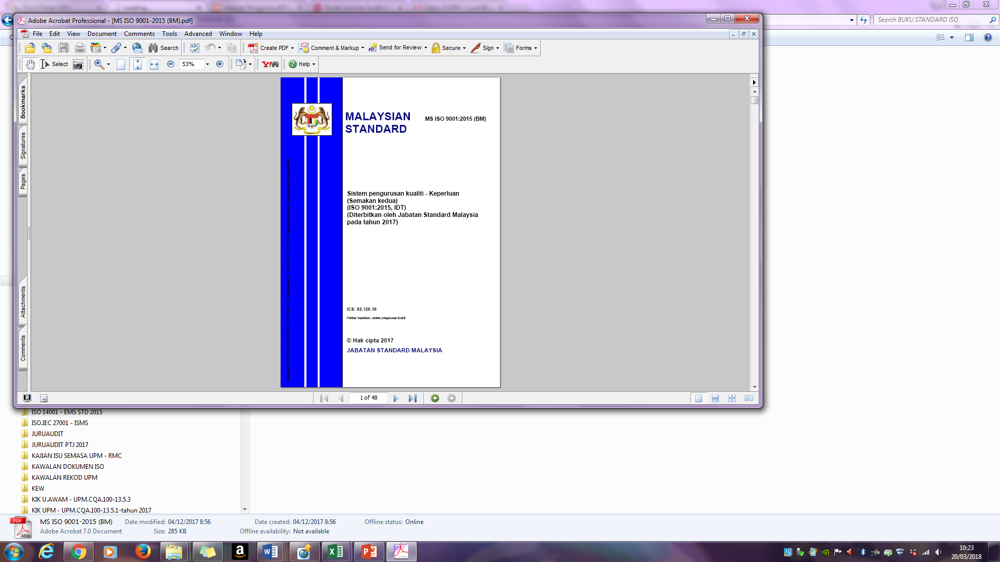 Adobe Acrobat Professional - [MS ISO 9001-2015 (BM).pdf]
Search BUKU STANDARD ISO
File Edit View Document Comments Tools Advanced Window Help
Search Create PDF Comment & Markup Send for Review Secure Sign Forms
Select 53% Y! Help
Bookmarks
Signatures
Pages
Attachments
Comments
MALAYSIAN
STANDARD
MS ISO 9001:2015 (BM)
Sistem pengurusan kualiti - Keperluan
(Semakan kedua)
(ISO 9001:2015, IDT)
(Diterbitkan oleh Jabatan Standard Malaysia
pada tahun 2017)
ICS: 03.120.10
Perihal: keperluan, sistem pengurusan kualiti
© Hak cipta 2017
JABATAN STANDARD MALAYSIA
1 of 48
ISO 14001 - EMS STD 2015
ISO.IEC 27001 - ISMS
JURUAUDIT
JURUAUDIT PTJ 2017
KAJIAN ISU SEMASA UPM - RMC
KAWALAN DOKUMEN ISO
KAWALAN REKOD UPM
KEW
KIK U.AWAM - UPM.CQA.100-13.5.3
KIK UPM - UPM.CQA.100-13.5.1-tahun 2017
MS ISO 9001-2015 (BM) Date modified: 04/12/2017 8:56 Date created: 04/12/2017 8:56 Offline status: Online
Adobe Acrobat 7.0 Document Size: 285 KB Offline availability: Not available
10:23
20/03/2018